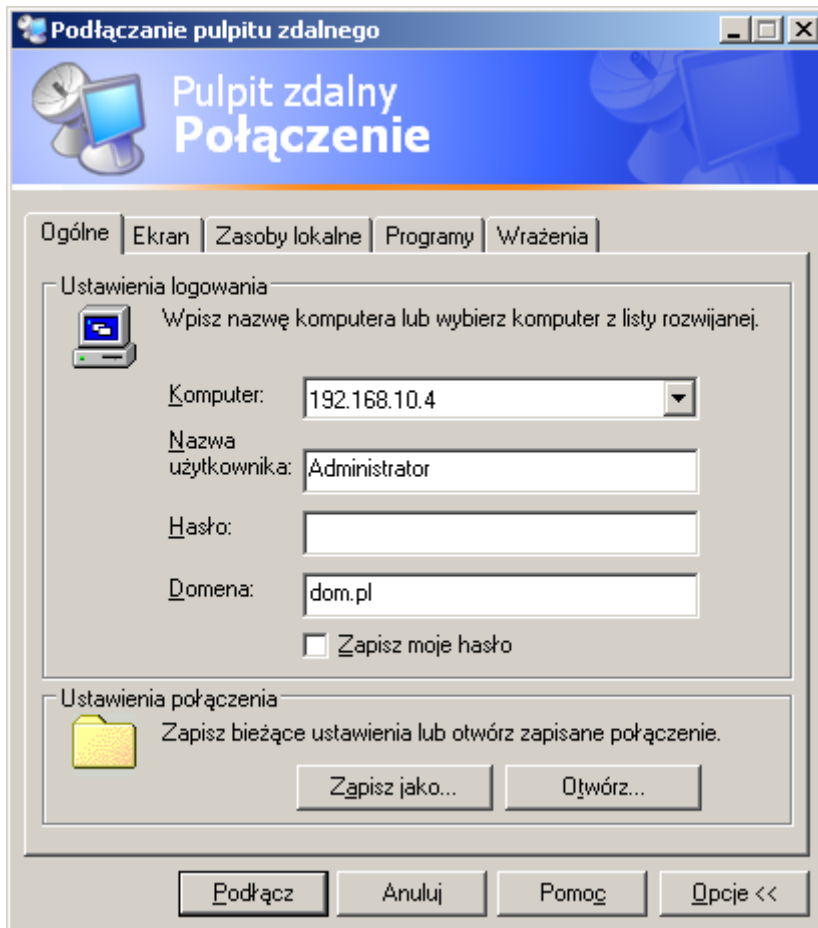 Podłączanie pulpitu zdalnego
Pulpit zdalny
Połączenie
Ogólne
Ekran
Zasoby lokalne
Programy
Wrażenia
Ustawienia logowania
Wpisz nazwę komputera lub wybierz komputer z listy rozwijanej.
Komputer:
192.168.10.4
Nazwa
użytkownika:
Administrator
Hasło:
Domena:
dom.pl
Zapisz moje hasło
Ustawienia połączenia
Zapisz bieżące ustawienia lub otwórz zapisane połączenie.
Zapisz jako...
Otwórz...
Podłącz
Anuluj
Pomoc
Opcje <<